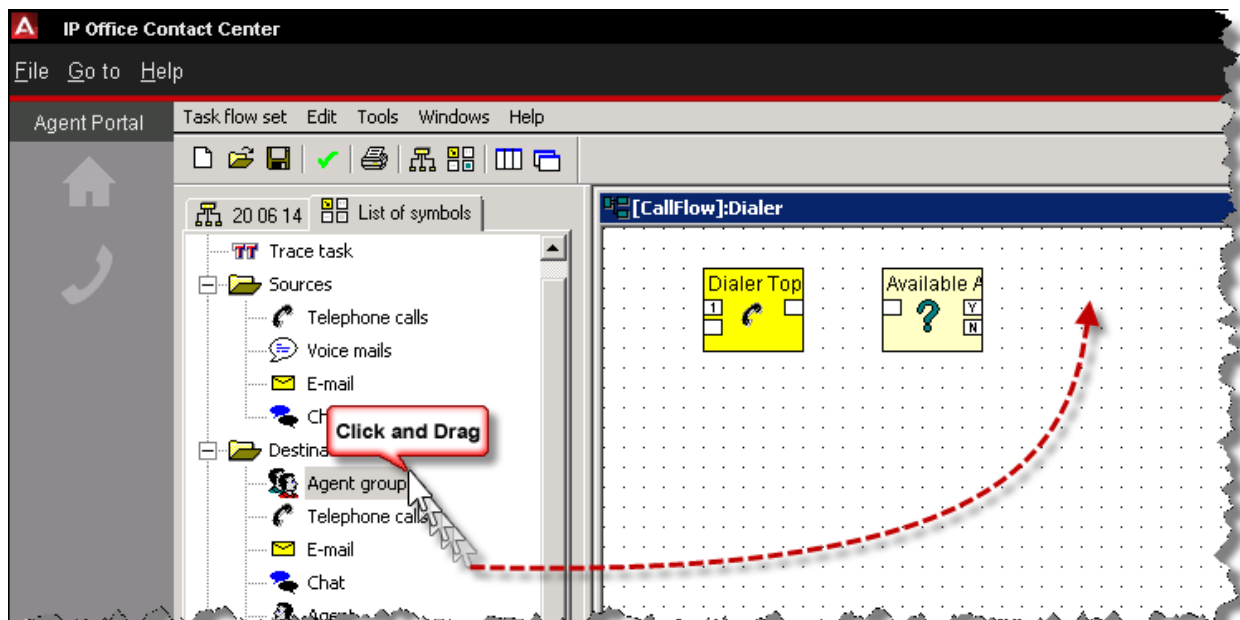 IP Office Contact Center
File Go to Help
Agent Portal
Task flow set Edit Tools Windows Help
20 06 14 List of symbols
[CallFlow]:Dialer
Trace task
Sources
Telephone calls
Voice mails
E-mail
Click and Drag
Agent group
Telephone calls
E-mail
Chat
Dialer Top
1
Available A
?
Y
N